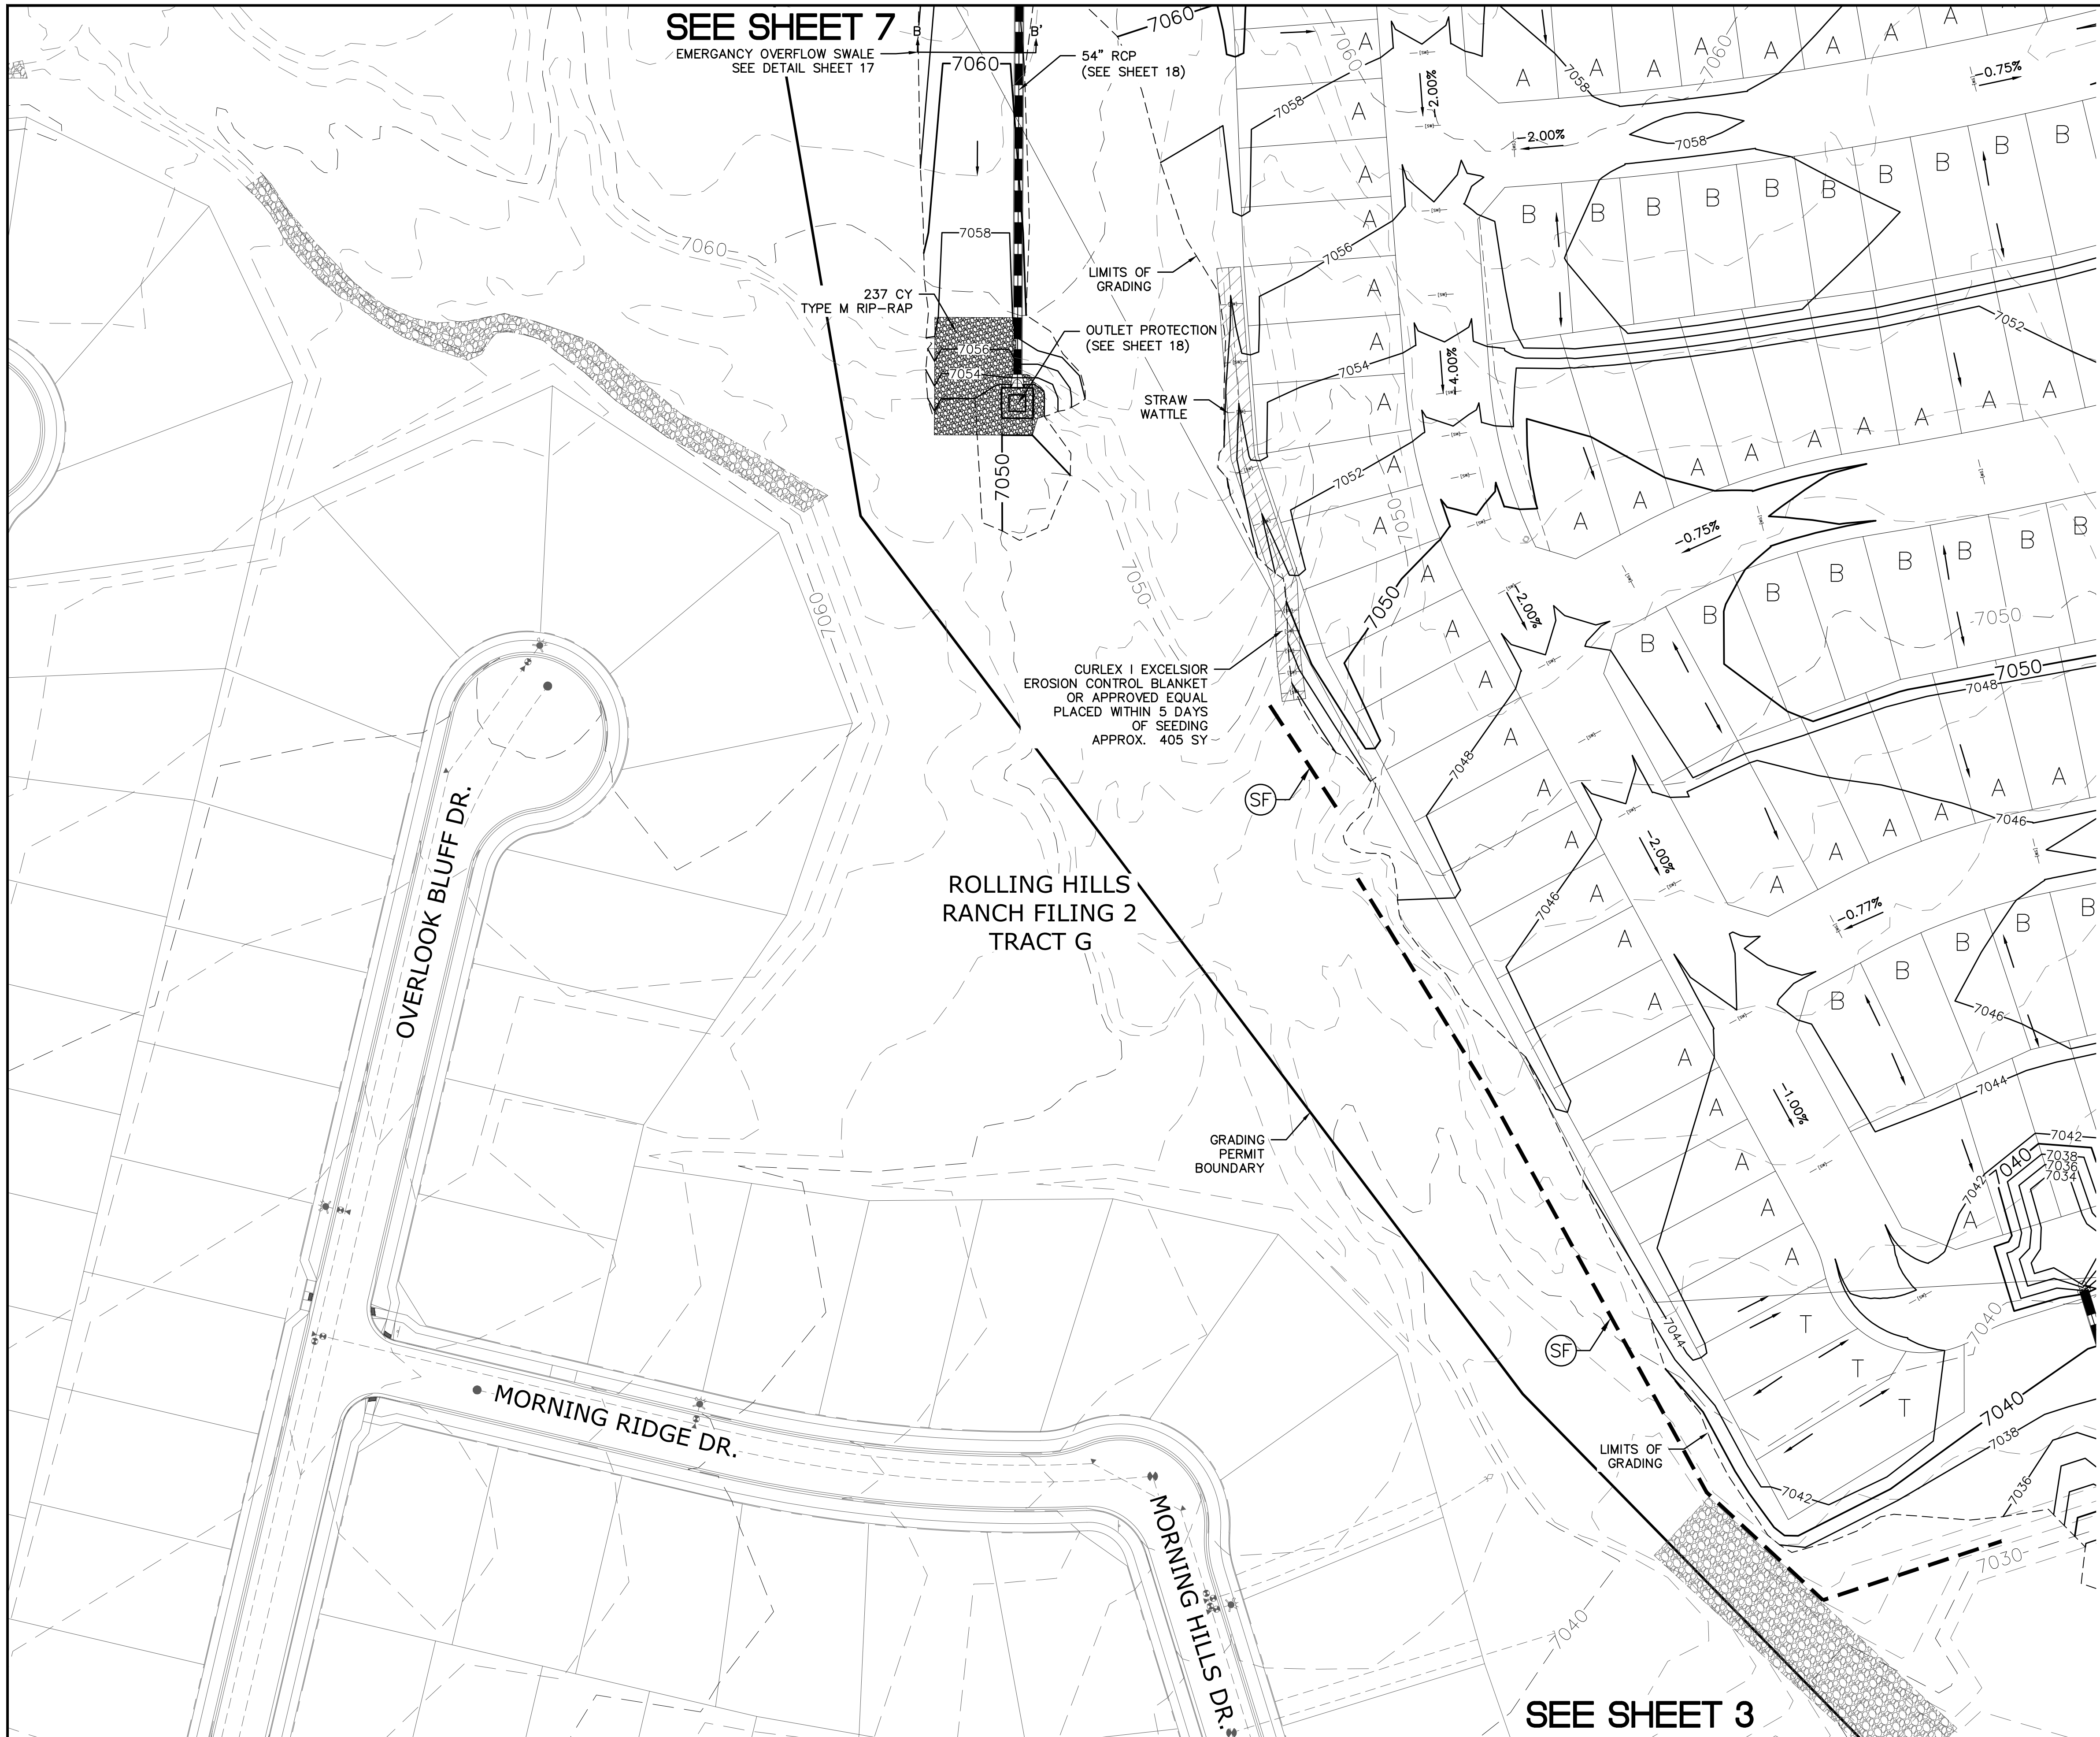 SEE SHEET 7
EMERGANCY OVERFLOW SWALE
SEE DETAIL SHEET 17
B
B'
7060
54" RCP
(SEE SHEET 18)
7060
7060
7058
7058
7060
-2.00%
-2.00%
-0.75%
7058
7060
7058
237 CY
TYPE M RIP-RAP
7056
7054
OUTLET PROTECTION
(SEE SHEET 18)
LIMITS OF
GRADING
7056
7054
-4.00%
7052
STRAW
WATTLE
7050
7052
7050
7050
-0.75%
7060
7050
-2.00%
7050
7050
7048
CURLEX I EXCELSIOR
EROSION CONTROL BLANKET
OR APPROVED EQUAL
PLACED WITHIN 5 DAYS
OF SEEDING
APPROX. 405 SY
SF
7048
7046
-2.00%
OVERLOOK BLUFF DR.
ROLLING HILLS
RANCH FILING 2
TRACT G
7046
-0.77%
7046
7044
-1.00%
GRADING
PERMIT
BOUNDARY
7042
7040
7038
7036
7034
7042
SF
7044
7040
MORNING RIDGE DR.
LIMITS OF
GRADING
7040
7038
7036
7042
MORNING HILLS DR.
7030
7040
SEE SHEET 3
A
B
T